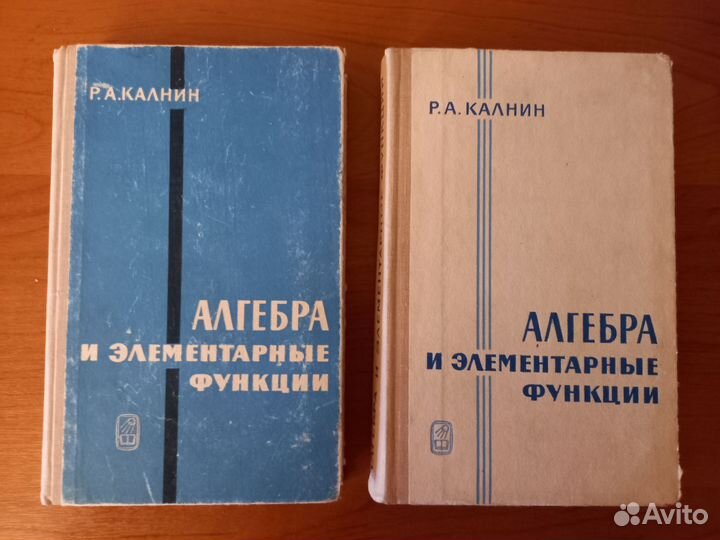 Р.А.КАЛНИН
АЛГЕБРА
И ЭЛЕМЕНТАРНЫЕ
ФУНКЦИИ
Р.А.КАЛНИН
АЛГЕБРА
И ЭЛЕМЕНТАРНЫЕ
ФУНКЦИИ
Avito